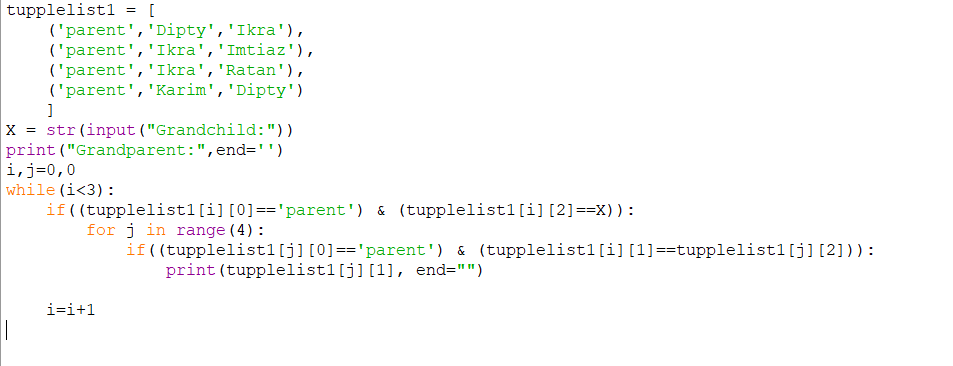 tupplelist1 = [
    ('parent','Dipty','Ikra'),
    ('parent','Ikra','Imtiaz'),
    ('parent','Ikra','Ratan'),
    ('parent','Karim','Dipty')
    ]
X = str(input("Grandchild:"))
print("Grandparent:",end='')
i,j=0,0
while(i<3):
    if((tupplelist1[i][0]=='parent') & (tupplelist1[i][2]==X)):
        for j in range(4):
            if((tupplelist1[j][0]=='parent') & (tupplelist1[i][1]==tupplelist1[j][2])):
                print(tupplelist1[j][1], end="")
    i=i+1